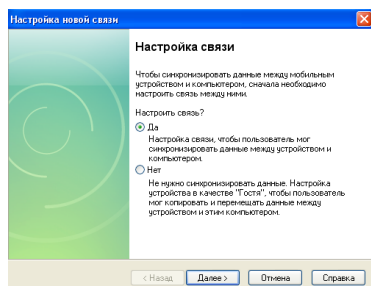 Настройка новой связи
Настройка связи
Чтобы синхронизировать данные между мобильным
устройством и компьютером, сначала необходимо
настроить связь между ними.
Настроить связь?
Да
Настройка связи, чтобы пользователь мог
синхронизировать данные между устройством и
компьютером.
Нет
Не нужно синхронизировать данные. Настройка
устройства в качестве "Гостя", чтобы пользователь
мог копировать и перемещать данные между
устройством и этим компьютером.
< Назад Далее > Отмена Справка